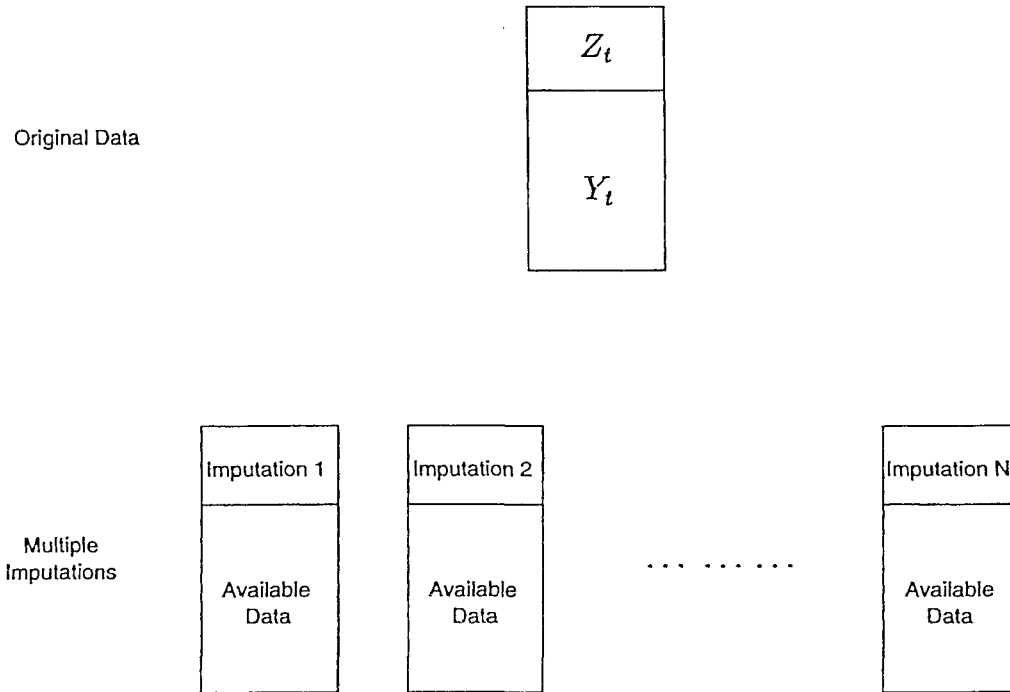 Z_t
Original Data
Y_t
Imputation 1
Imputation 2
Imputation N
Multiple
Imputations
Available
Data
Available
Data
... ... ...
Available
Data